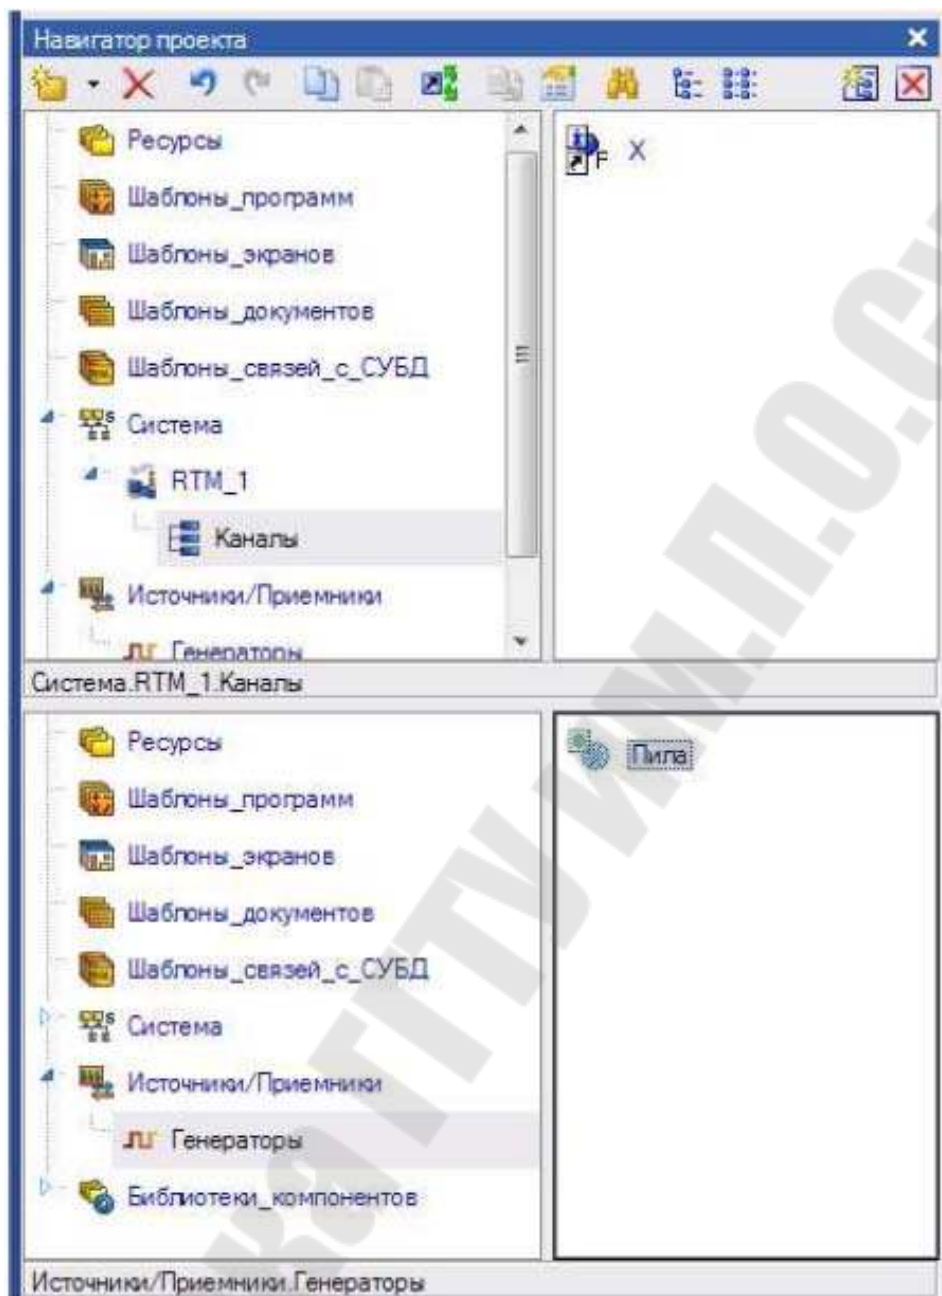 Навигатор проекта
Ресурсы
Шаблоны_программ
Шаблоны_экранов
Шаблоны_документов
Шаблоны_связей_с_СУБД
Система
RTM_1
Каналы
Источники/Приемники
Генераторы
F X
Система.RTM_1.Каналы
Ресурсы
Шаблоны_программ
Шаблоны_экранов
Шаблоны_документов
Шаблоны_связей_с_СУБД
Система
Источники/Приемники
Генераторы
Библиотеки_компонентов
Пила
Источники/Приемники.Генераторы